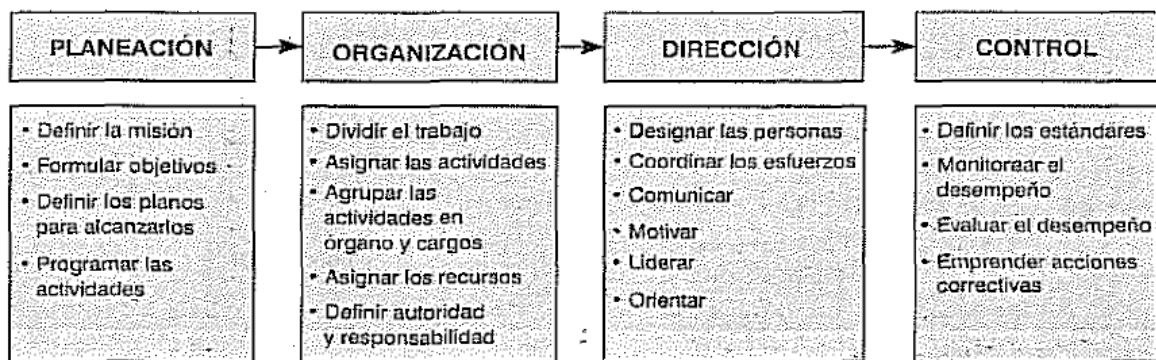 PLANEACIÓN
ORGANIZACIÓN
DIRECCIÓN
CONTROL
• Definir la misión
• Formular objetivos
• Definir los planos
para alcanzarlos
• Programar las
actividades
• Dividir el trabajo
• Asignar las actividades
• Agrupar las
actividades en
órgano y cargos
• Asignar los recursos
• Definir autoridad
y responsabilidad
• Designar las personas
• Coordinar los esfuerzos
• Comunicar
• Motivar
• Liderar
• Orientar
• Definir los estándares
• Monitorear el
desempeño
• Evaluar el desempeño
• Emprender acciones
correctivas